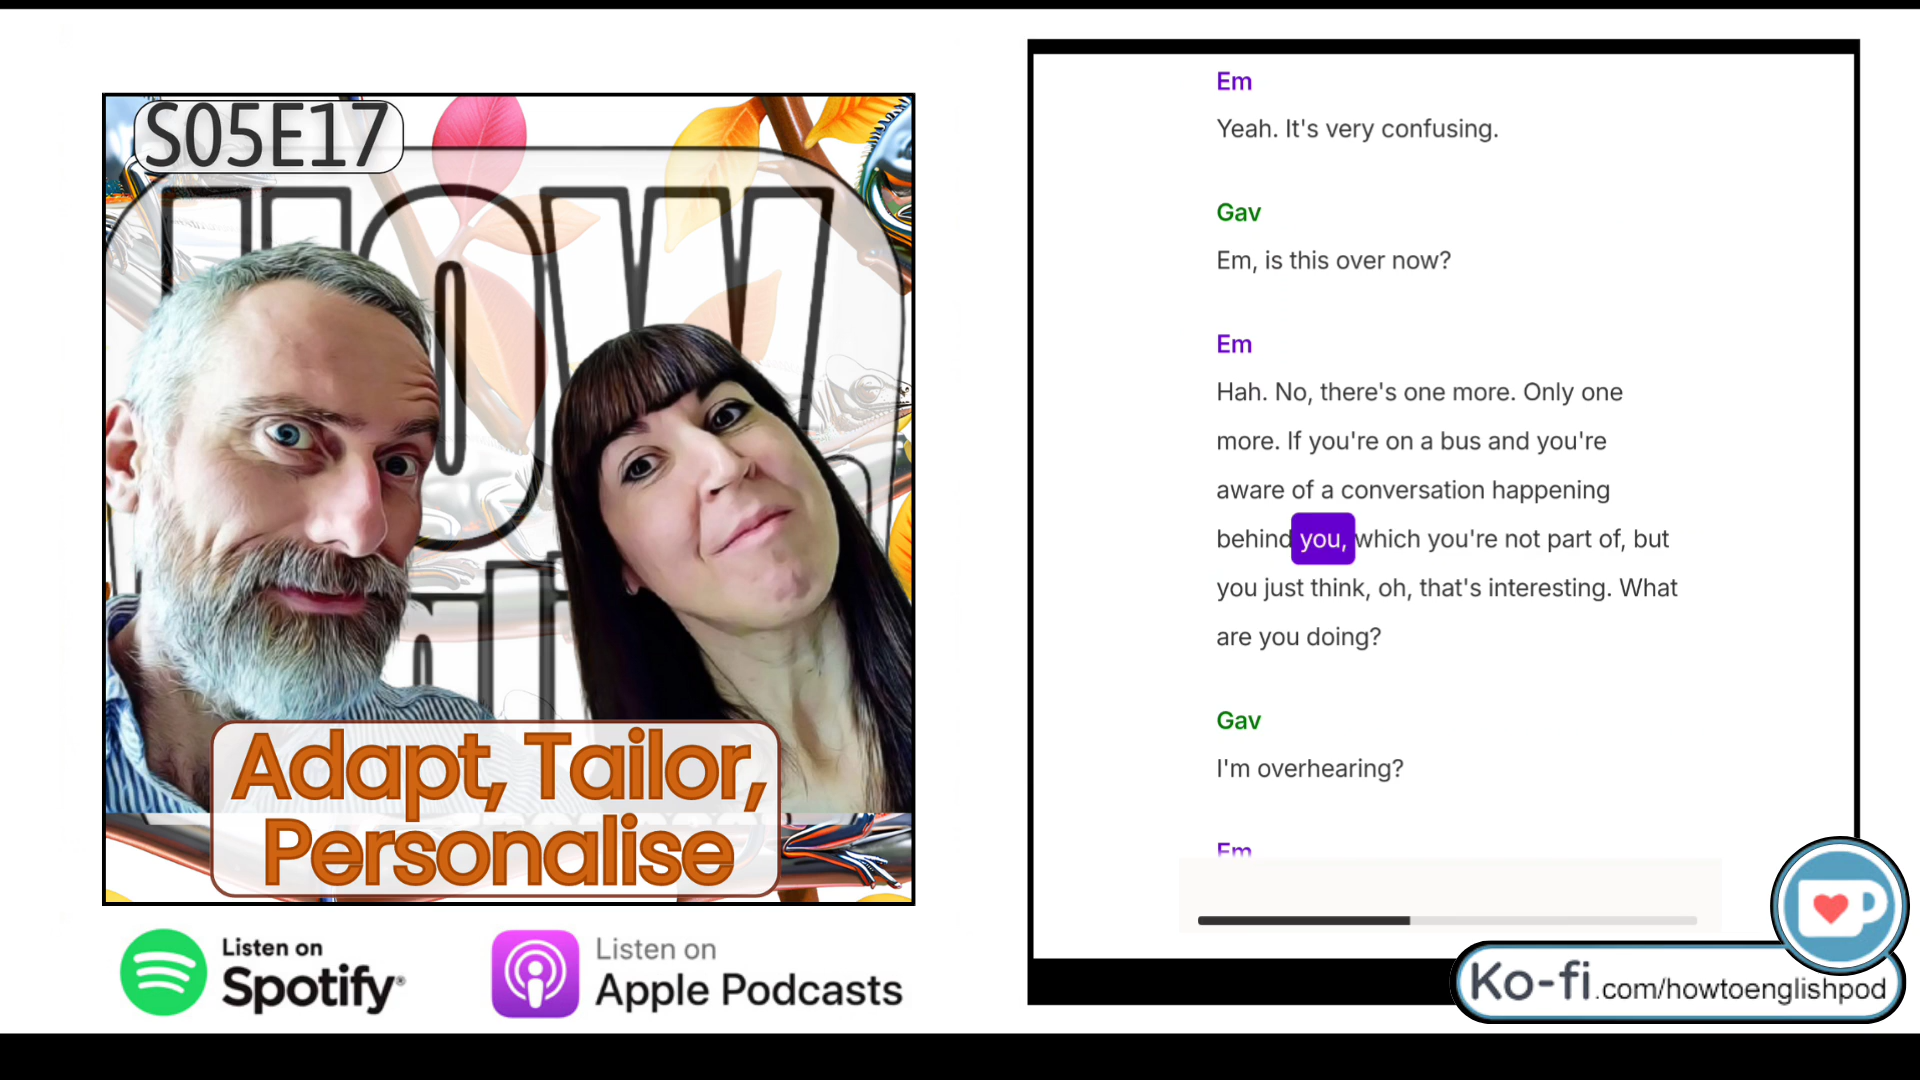 S05E17
HOW
Adapt, Tailor,
Personalise
Listen on
Spotify®
Listen on
Apple Podcasts
Em
Yeah. It's very confusing.
Gav
Em, is this over now?
Em
Hah. No, there's one more. Only one
more. If you're on a bus and you're
aware of a conversation happening
behind you, which you're not part of, but
you just think, oh, that's interesting. What
are you doing?
Gav
I'm overhearing?
Em
Ko-fi.com/howtoenglishpod